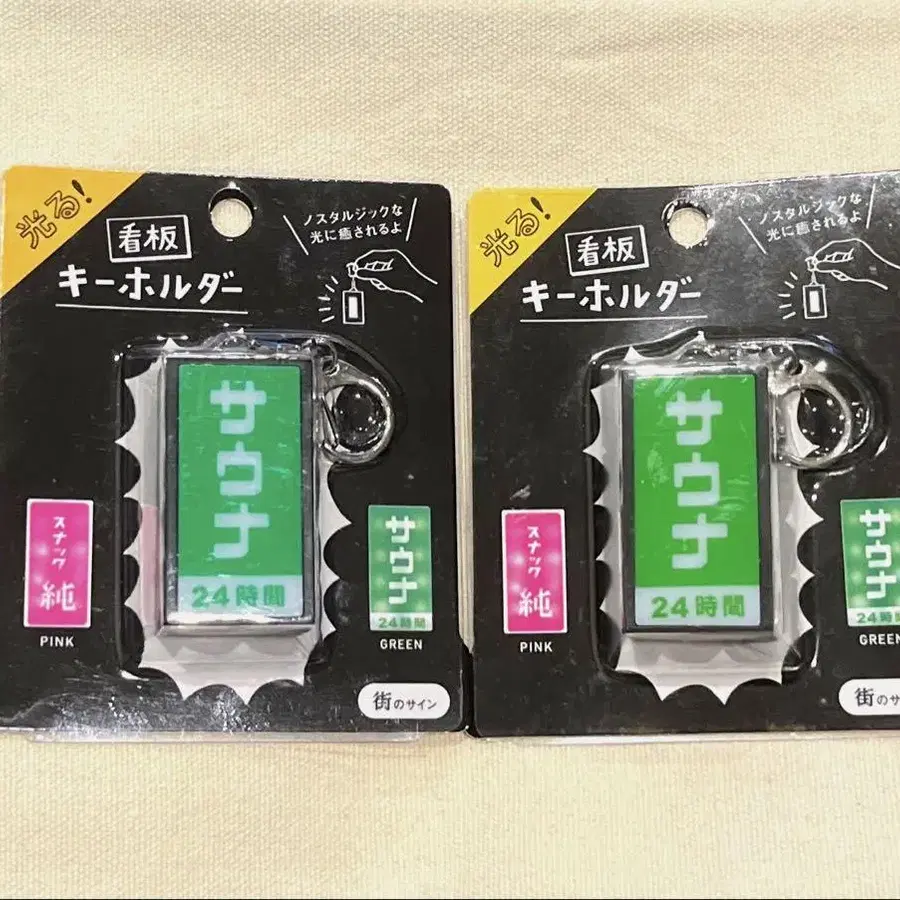 光る!
看板
キーホルダー
ノスタルジックな
光に癒されるよ
サウナ
24時間
スナック
純
PINK
サウナ
24時間
GREEN
街のサイン
光る!
看板
キーホルダー
ノスタルジックな
光に癒されるよ
サウナ
24時間
スナック
純
PINK
サウナ
24時間
GREEN
街のサ